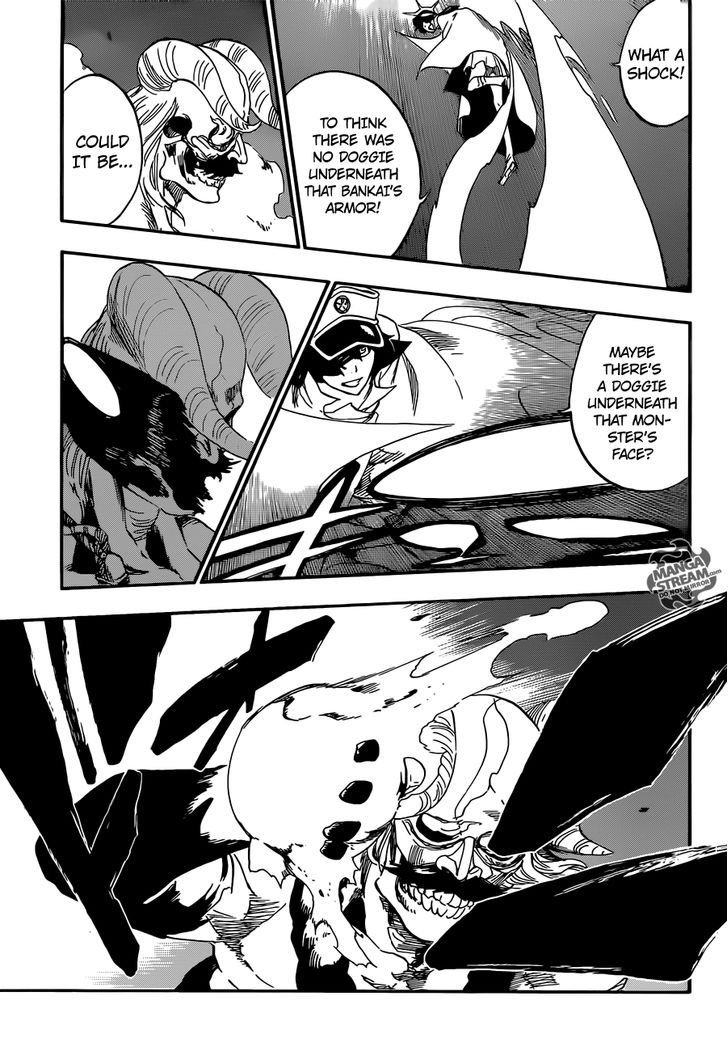 WHAT A
SHOCK!
TO THINK
THERE WAS
NO DOGGIE
UNDERNEATH
THAT BANKAI'S
ARMOR!
COULD
IT BE...
MAYBE
THERE'S
A DOGGIE
UNDERNEATH
THAT MON-
STER'S
FACE?
MANGA
STREAM.com
DO NOT MIRROR